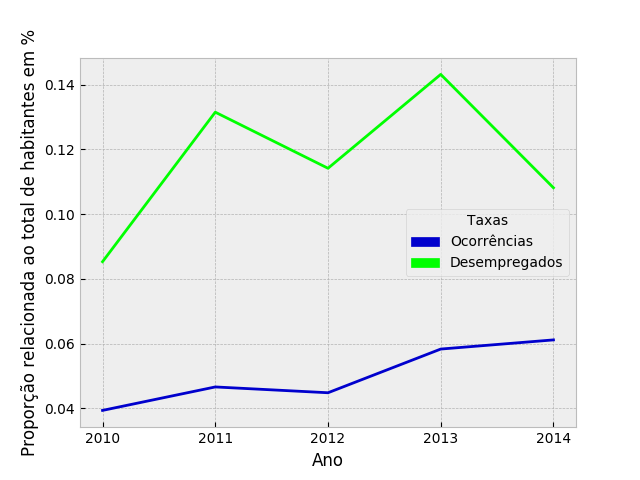 Proporção relacionada ao total de habitantes em %
0.14
0.12
0.10
0.08
0.06
0.04
Taxas
Ocorrências
Desempregados
2010 2011 2012 2013 2014
Ano